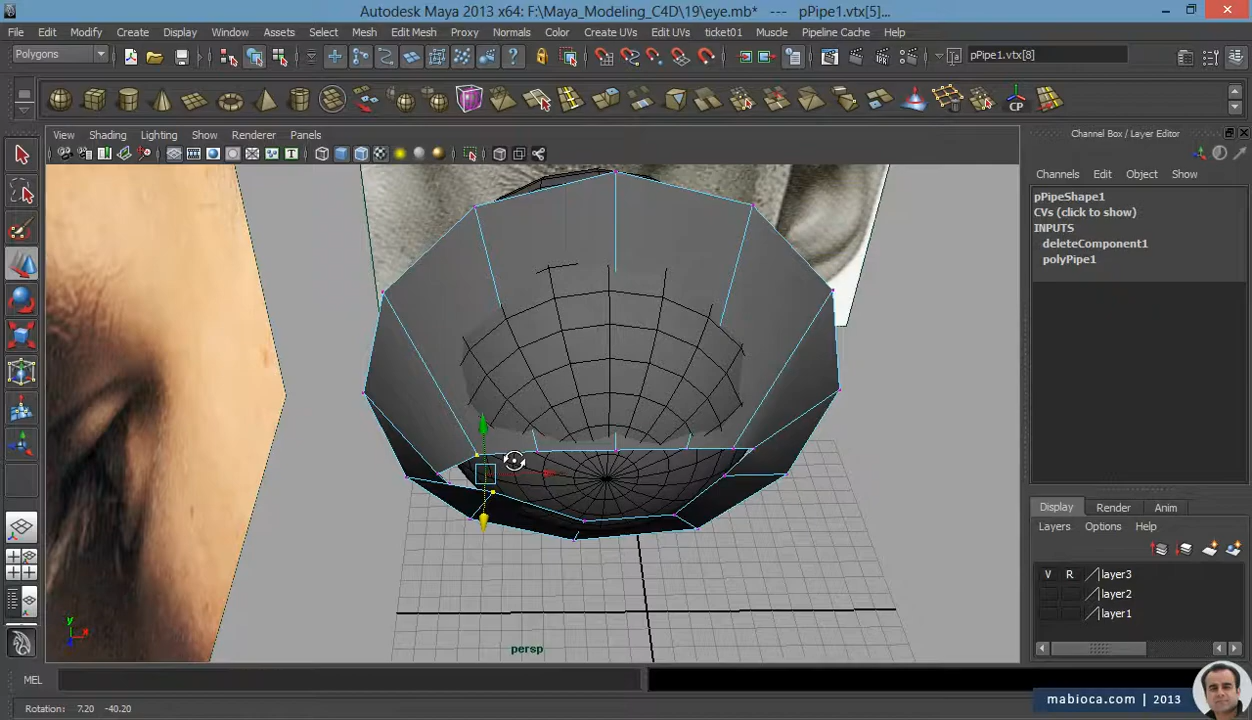 Autodesk Maya 2013 x64: F:\Maya_Modeling_C4D\19\eye.mb* --- pPipe1.vtx[5]...
File Edit Modify Create Display Window Assets Select Mesh Edit Mesh Proxy Normals Color Create UVs Edit UVs ticket01 Muscle Pipeline Cache Help
Polygons
pPipe1.vtx[8]
CP
View Shading Lighting Show Renderer Panels
Channel Box / Layer Editor
Channels Edit Object Show
pPipeShape1
CVs (click to show)
INPUTS
deleteComponent1
polyPipe1
Display Render Anim
Layers Options Help
V R layer3
layer2
layer1
y
x
persp
MEL
Rotation: 7.20 -40.20
mabioca.com | 2013